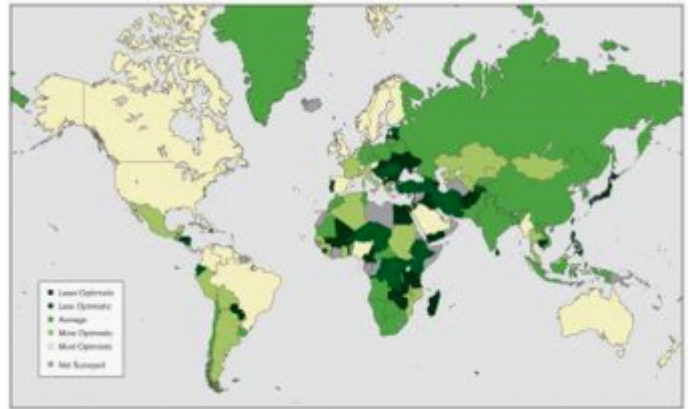 Least Optimistic
Less Optimistic
Average
More Optimistic
Most Optimistic
Not Surveyed